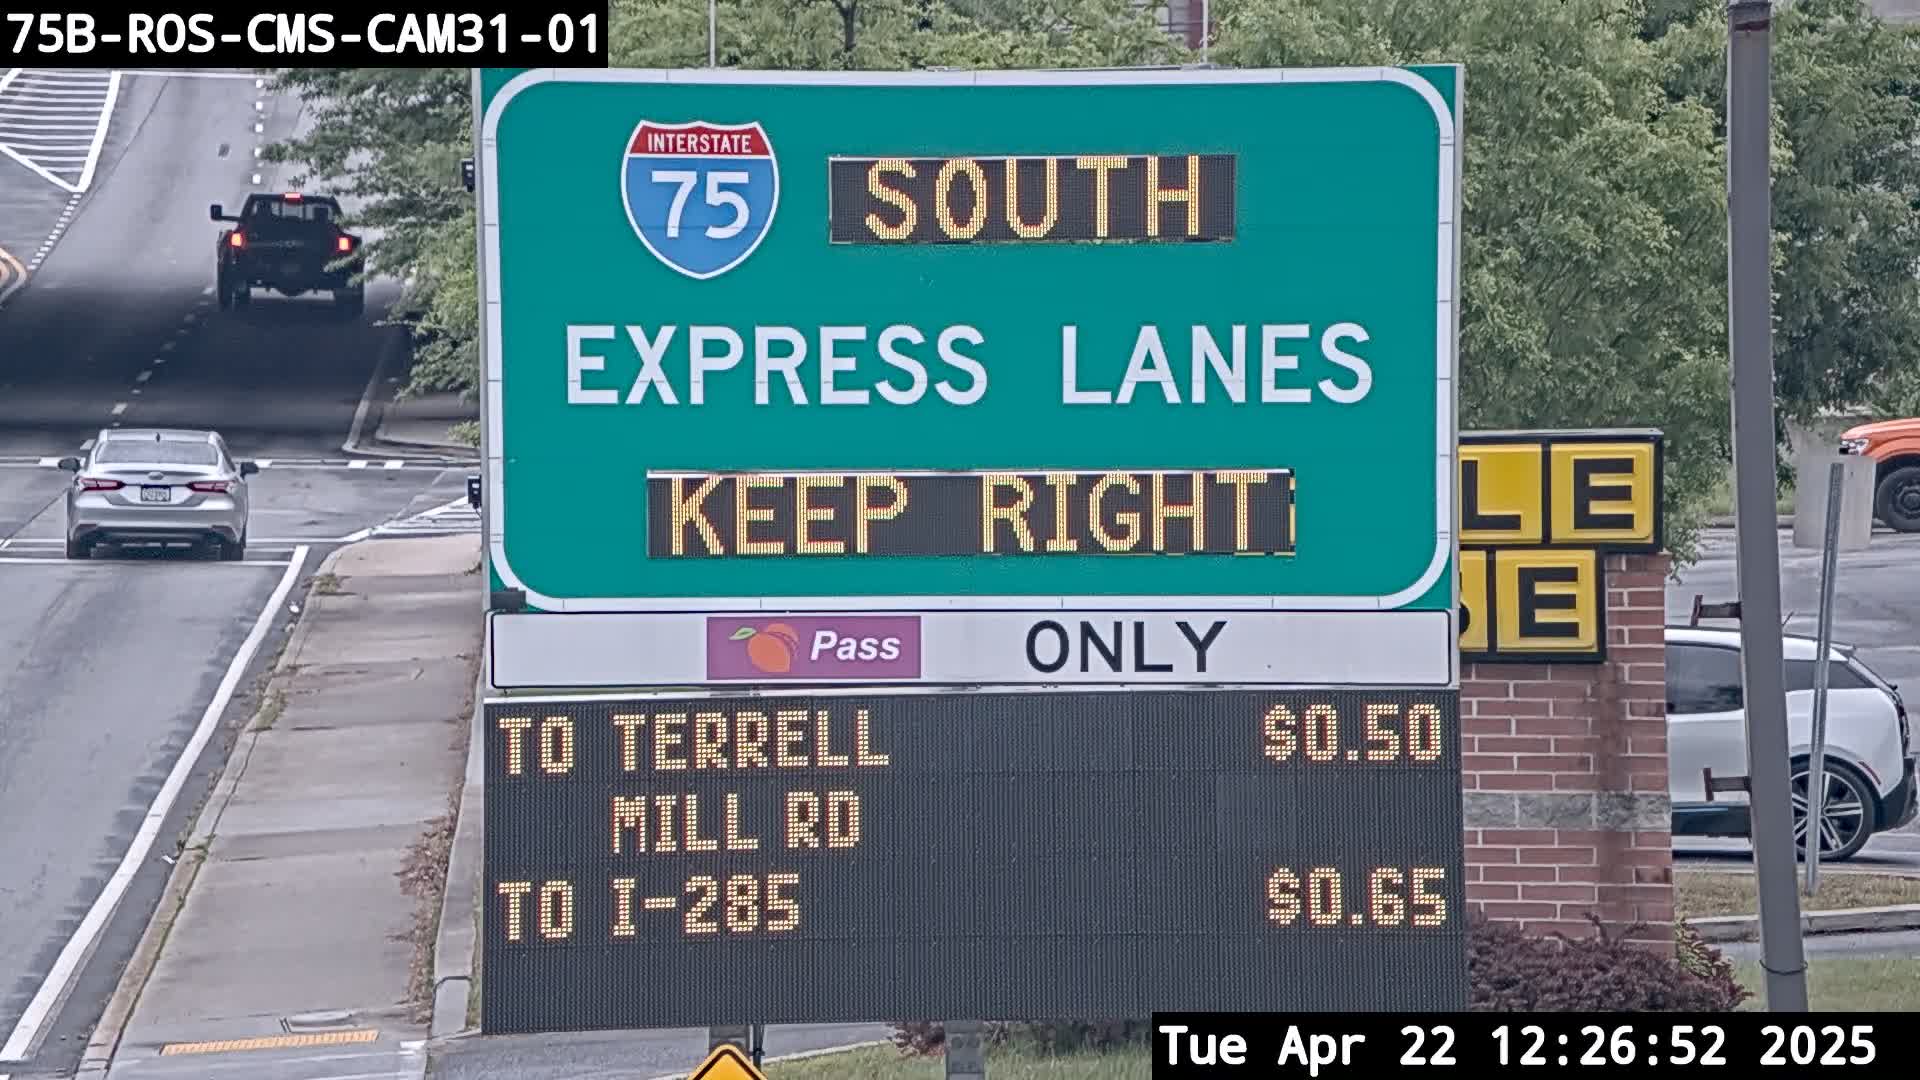 75B-ROS-CMS-CAM31-01
INTERSTATE
75
SOUTH
EXPRESS LANES
KEEP RIGHT
Pass ONLY
TO TERRELL $0.50
MILL RD
TO I-285 $0.65
LE
E
Tue Apr 22 12:26:52 2025